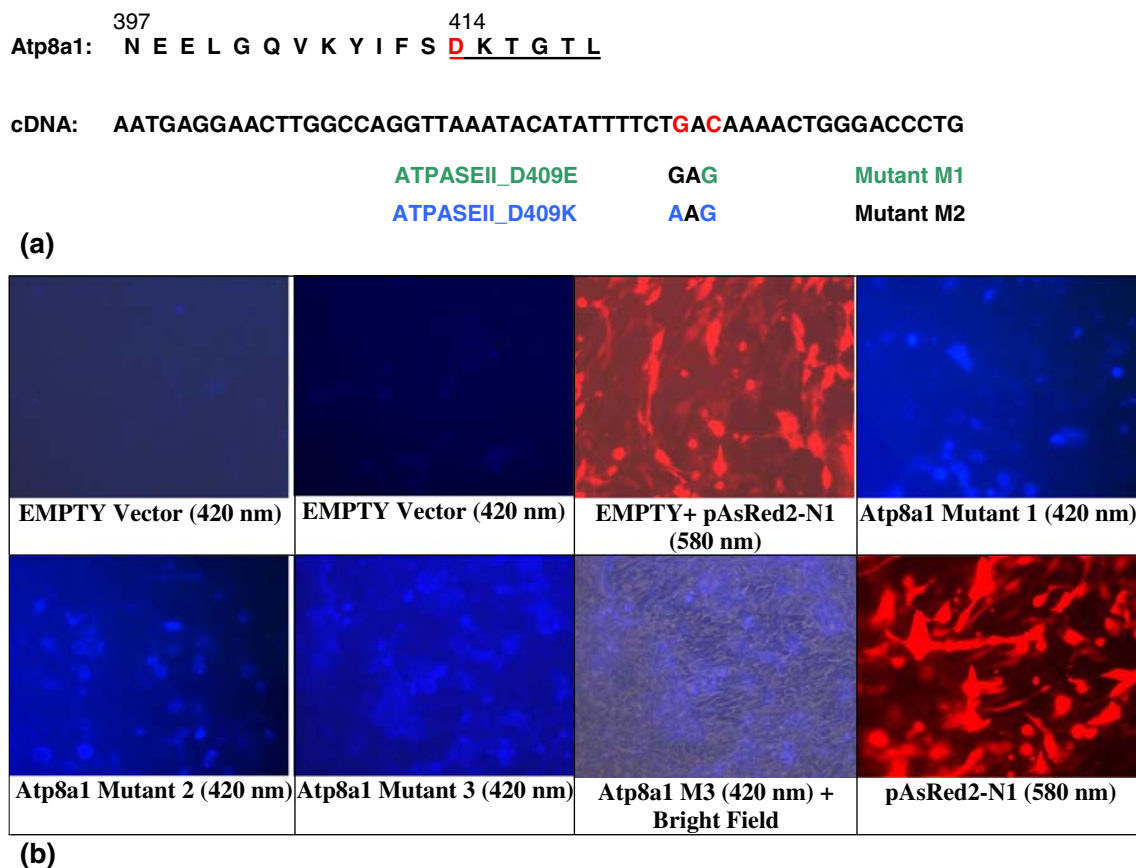 397 414
Atp8a1: N E E L G Q V K Y I F S D K T G T L
cDNA: AATGAGGAACTTGGCCAGGTTAAATACATATTTTCTGACAAAACTGGGACCCTG
ATPASEII_D409E GAG Mutant M1
ATPASEII_D409K AAG Mutant M2
(a)
EMPTY Vector (420 nm)
EMPTY Vector (420 nm)
EMPTY+ pAsRed2-N1
(580 nm)
Atp8a1 Mutant 1 (420 nm)
Atp8a1 Mutant 2 (420 nm)
Atp8a1 Mutant 3 (420 nm)
Atp8a1 M3 (420 nm) +
Bright Field
pAsRed2-N1 (580 nm)
(b)